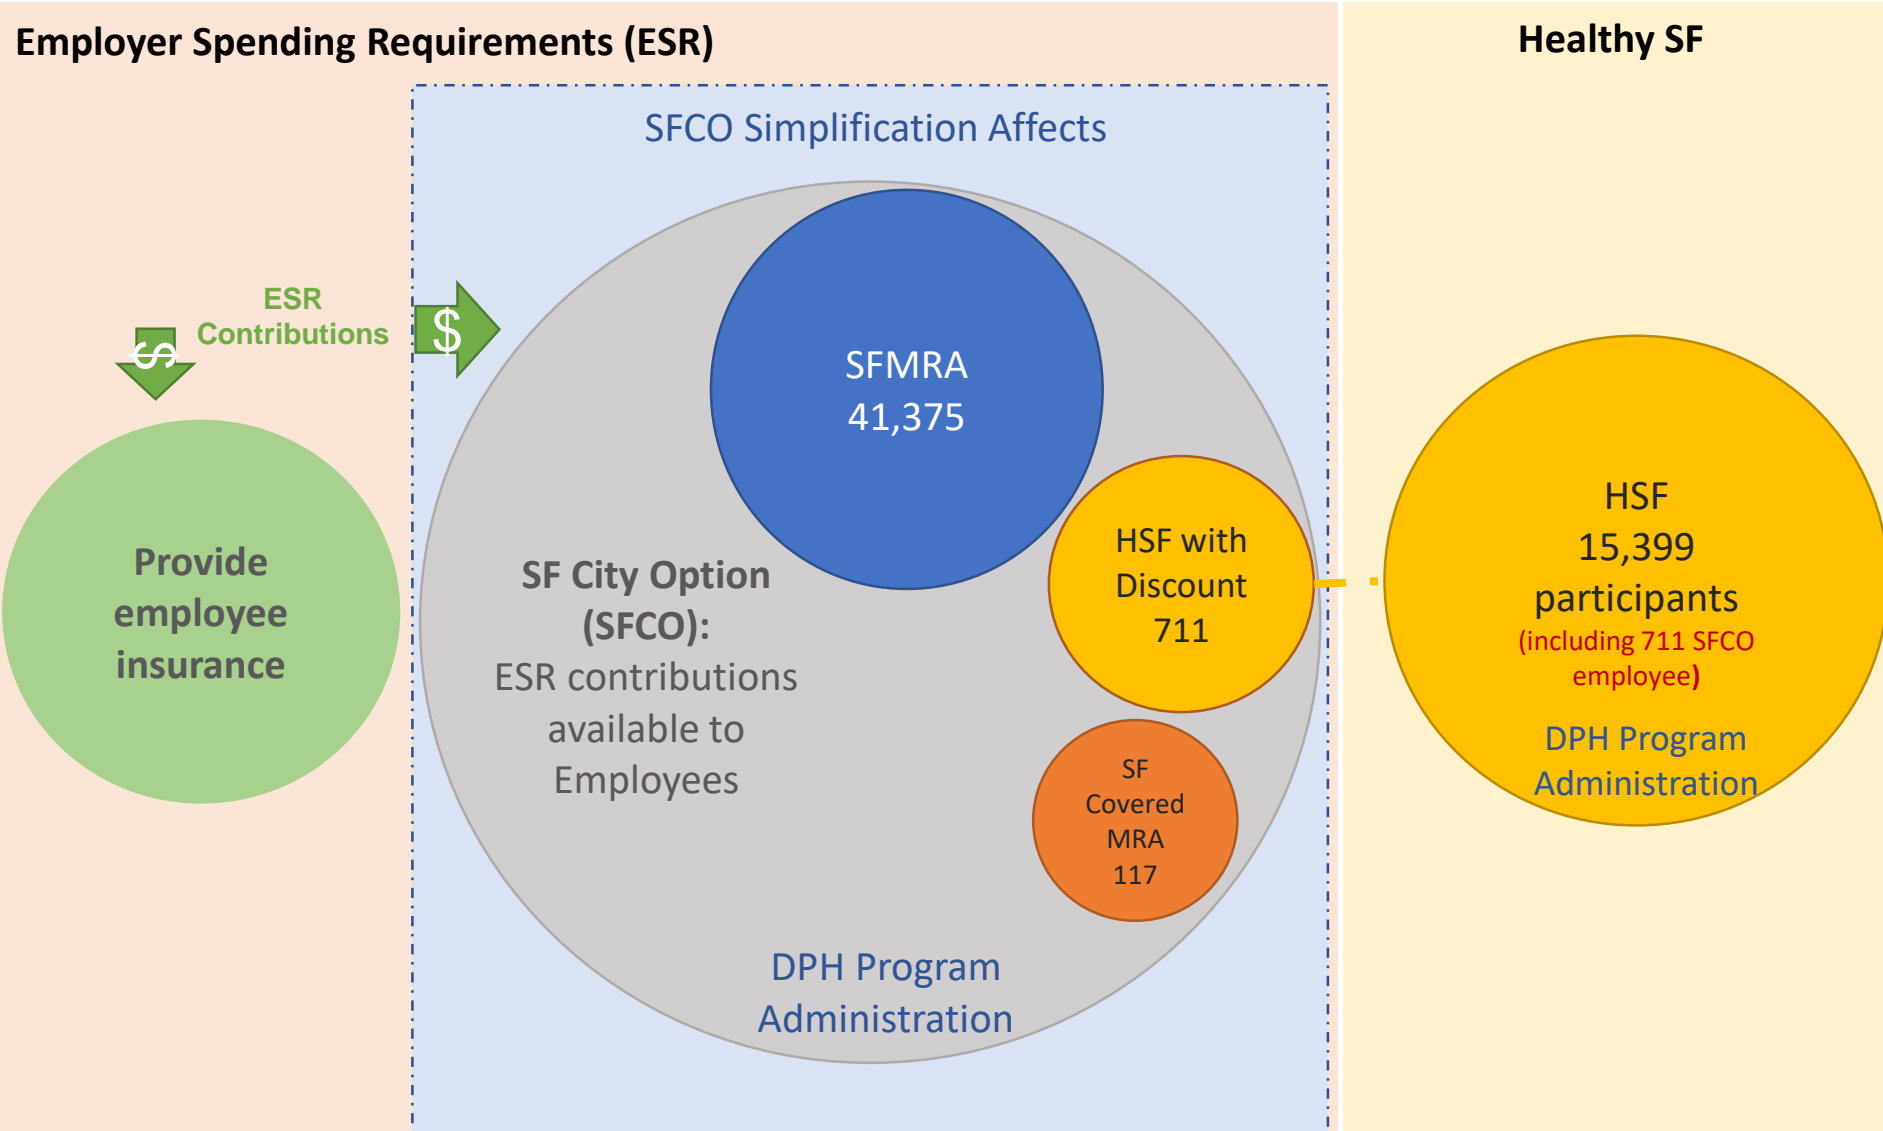 Employer Spending Requirements (ESR)
Healthy SF
SFCO Simplification Affects
ESR
Contributions
$
$
SFMRA
41,375
Provide
employee
insurance
SF City Option
(SFCO):
ESR contributions
available to
Employees
HSF with
Discount
711
SF
Covered
MRA
117
DPH Program
Administration
HSF
15,399
participants
(including 711 SFCO
employee)
DPH Program
Administration